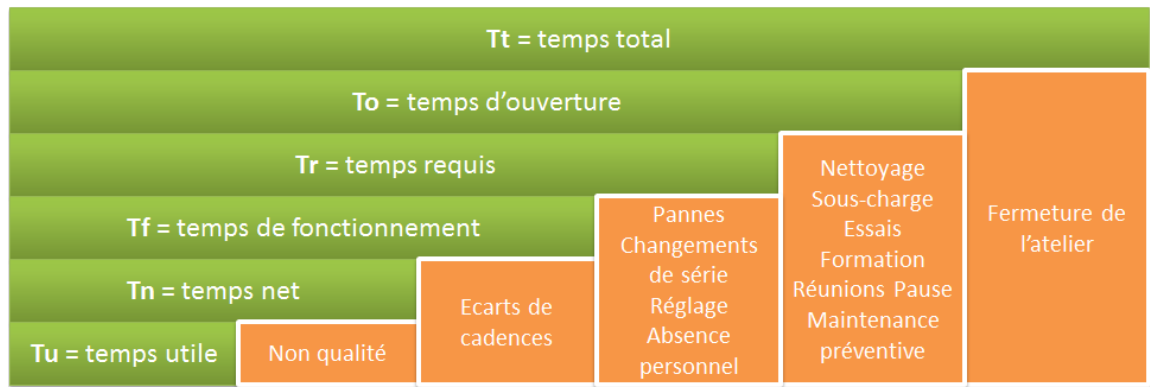 Tt = temps total
To = temps d’ouverture
Tr = temps requis
Tf = temps de fonctionnement
Tn = temps net
Tu = temps utile
Non qualité
Ecarts de
cadences
Pannes
Changements
de série
Réglage
Absence
personnel
Nettoyage
Sous-charge
Essais
Formation
Réunions Pause
Maintenance
préventive
Fermeture de
l’atelier